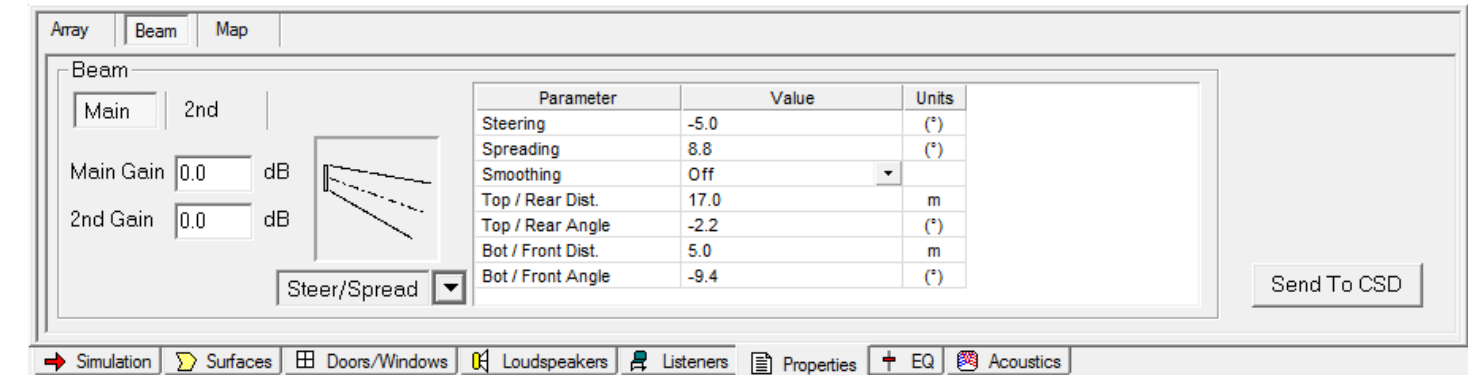 Array Beam Map
Beam
Main 2nd
Main Gain 0.0 dB
2nd Gain 0.0 dB
Steer/Spread
Parameter Value Units
Steering -5.0 (°)
Spreading 8.8 (°)
Smoothing Off
Top / Rear Dist. 17.0 m
Top / Rear Angle -2.2 (°)
Bot / Front Dist. 5.0 m
Bot / Front Angle -9.4 (°)
Send To CSD
Simulation Surfaces Doors/Windows Loudspeakers Listeners Properties EQ Acoustics